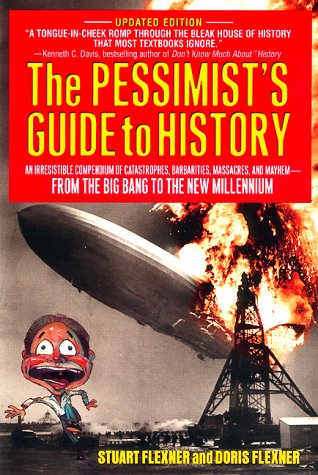 UPDATED EDITION
"A TONGUE-IN-CHEEK ROMP THROUGH THE BLEAK HOUSE OF HISTORY
THAT MOST TEXTBOOKS IGNORE."
—Kenneth C. Davis, bestselling author of Don't Know Much About® History
The PESSIMIST'S
GUIDE to HISTORY
AN IRRESISTIBLE COMPENDIUM OF CATASTROPHES, BARBARITIES, MASSACRES, AND MAYHEM—
FROM THE BIG BANG TO THE NEW MILLENNIUM
STUART FLEXNER AND DORIS FLEXNER